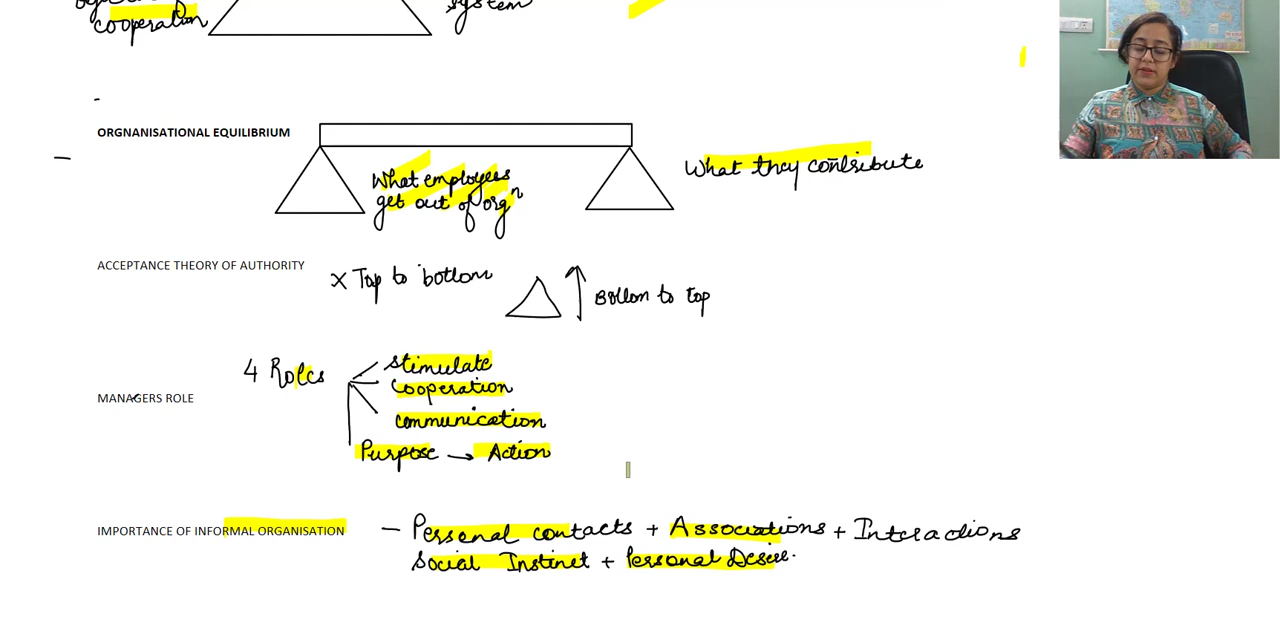 cooperation
system
ORGNANISATIONAL EQUILIBRIUM
What they contribute
What employees
get out of orgⁿ
ACCEPTANCE THEORY OF AUTHORITY
X Top to bottom
Bottom to top
4 Roles
stimulate
cooperation
MANAGERS ROLE
communication
Purpose → Action
IMPORTANCE OF INFORMAL ORGANISATION
- Personal contacts + Associations + Interactions
Social Instinct + Personal Desire.